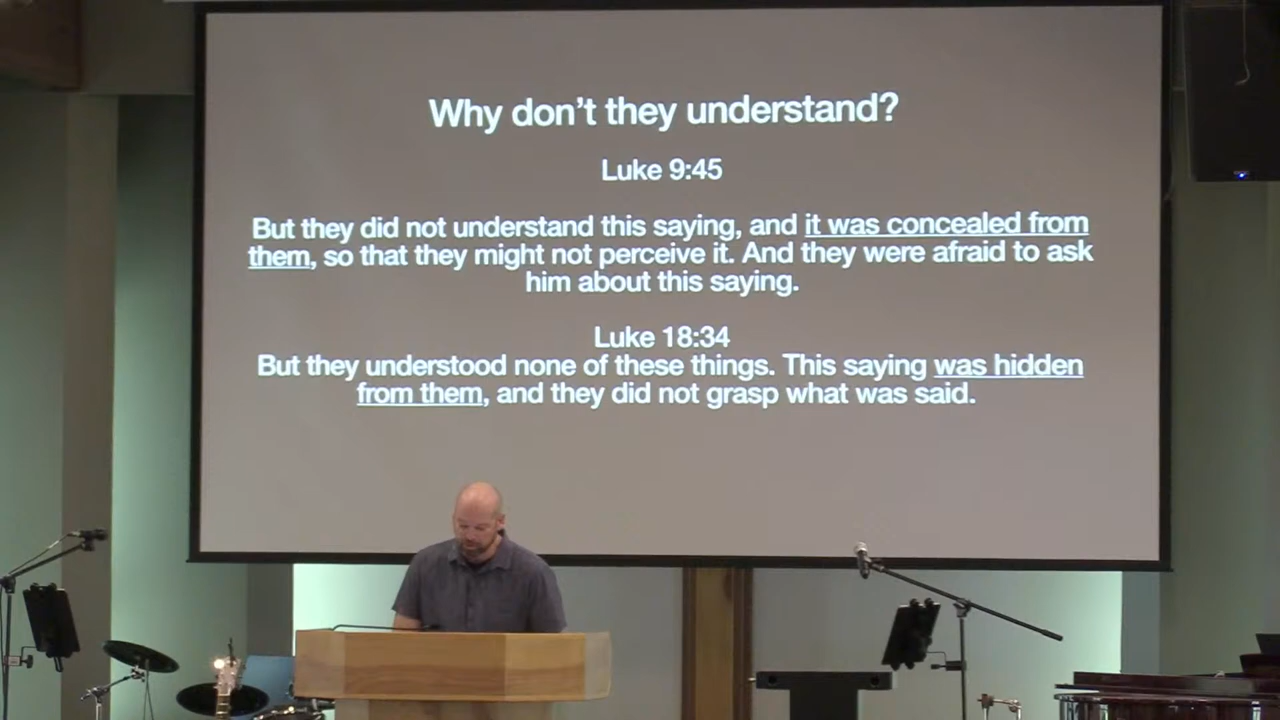 Why don’t they understand?
Luke 9:45
But they did not understand this saying, and it was concealed from
them, so that they might not perceive it. And they were afraid to ask
him about this saying.
Luke 18:34
But they understood none of these things. This saying was hidden
from them, and they did not grasp what was said.